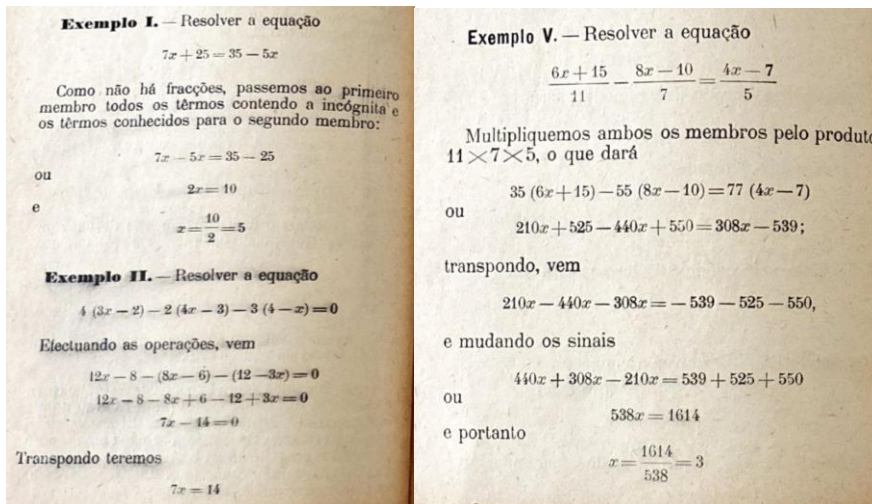 Exemplo I. — Resolver a equação
7x + 25 = 35 − 5x
Como não há fracções, passemos ao primeiro
membro todos os têrmos contendo a incógnita e
os têrmos conhecidos para o segundo membro:
7x − 5x = 35 − 25
ou
2x = 10
e
x = 10/2 = 5
Exemplo II. — Resolver a equação
4 (3x − 2) − 2 (4x − 3) − 3 (4 − x) = 0
Efectuando as operações, vem
12x − 8 − (8x − 6) − (12 − 3x) = 0
12x − 8 − 8x + 6 − 12 + 3x = 0
7x − 14 = 0
Transpondo teremos
7x = 14
Exemplo V. — Resolver a equação
(6x + 15)/11 − (8x − 10)/7 = (4x − 7)/5
Multipliquemos ambos os membros pelo produto
11×7×5, o que dará
35 (6x + 15) − 55 (8x − 10) = 77 (4x − 7)
ou
210x + 525 − 440x + 550 = 308x − 539;
transpondo, vem
210x − 440x − 308x = − 539 − 525 − 550,
e mudando os sinais
440x + 308x − 210x = 539 + 525 + 550
ou
538x = 1614
e portanto
x = 1614/538 = 3